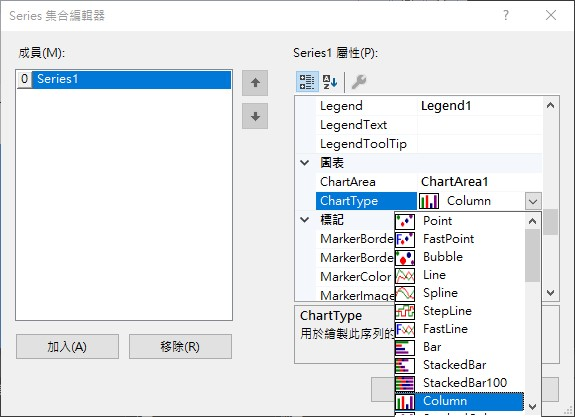 Series 集合編輯器
成員(M):
0 Series1
加入(A)
移除(R)
Series1 屬性(P):
Legend Legend1
LegendText
LegendToolTip
圖表
ChartArea ChartArea1
ChartType Column
標記
MarkerBorde
MarkerBorde
MarkerColor
MarkerImage
Point
FastPoint
Bubble
Line
Spline
StepLine
FastLine
Bar
StackedBar
StackedBar100
Column
ChartType
用於繪製此序列的